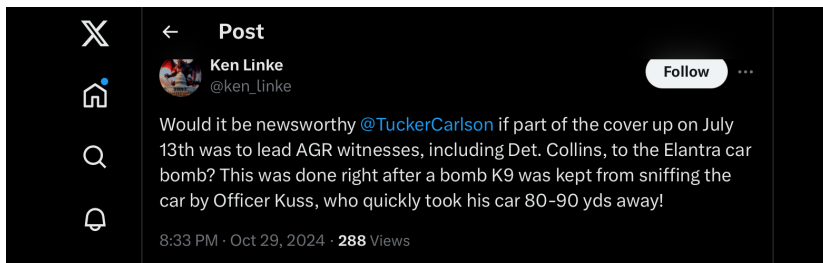 Post
Ken Linke
@ken_linke
Follow
Would it be newsworthy @TuckerCarlson if part of the cover up on July
13th was to lead AGR witnesses, including Det. Collins, to the Elantra car
bomb? This was done right after a bomb K9 was kept from sniffing the
car by Officer Kuss, who quickly took his car 80-90 yds away!
8:33 PM · Oct 29, 2024 · 288 Views